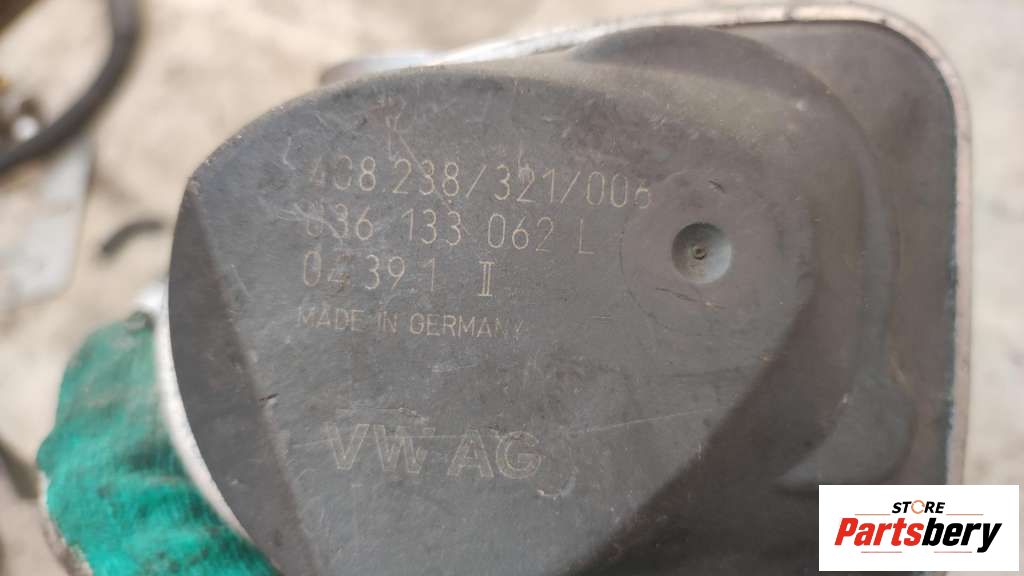 408.238/321/006
036 133 062 L
04391 II
MADE IN GERMANY
VW AG
STORE
Partsbery